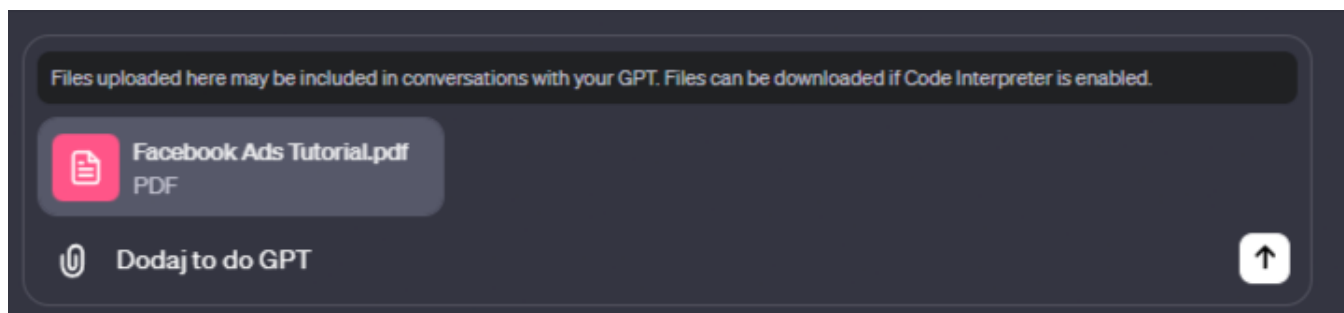 Files uploaded here may be included in conversations with your GPT. Files can be downloaded if Code Interpreter is enabled.
Facebook Ads Tutorial.pdf
PDF
Dodaj to do GPT